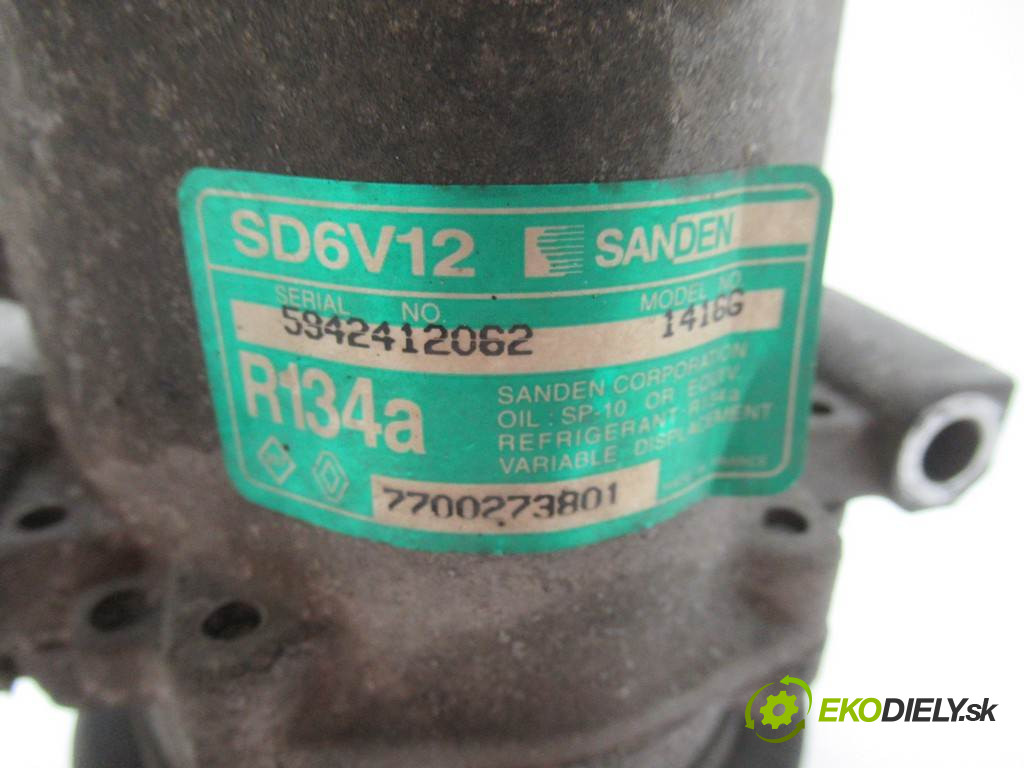 SD6V12 SANDEN
SERIAL NO. MODEL NO.
5942412062 1416G
R134a
SANDEN CORPORATION
OIL : SP-10 OR EQUIV.
REFRIGERANT R134a
VARIABLE DISPLACEMENT
7700273801
EKODIELY.sk